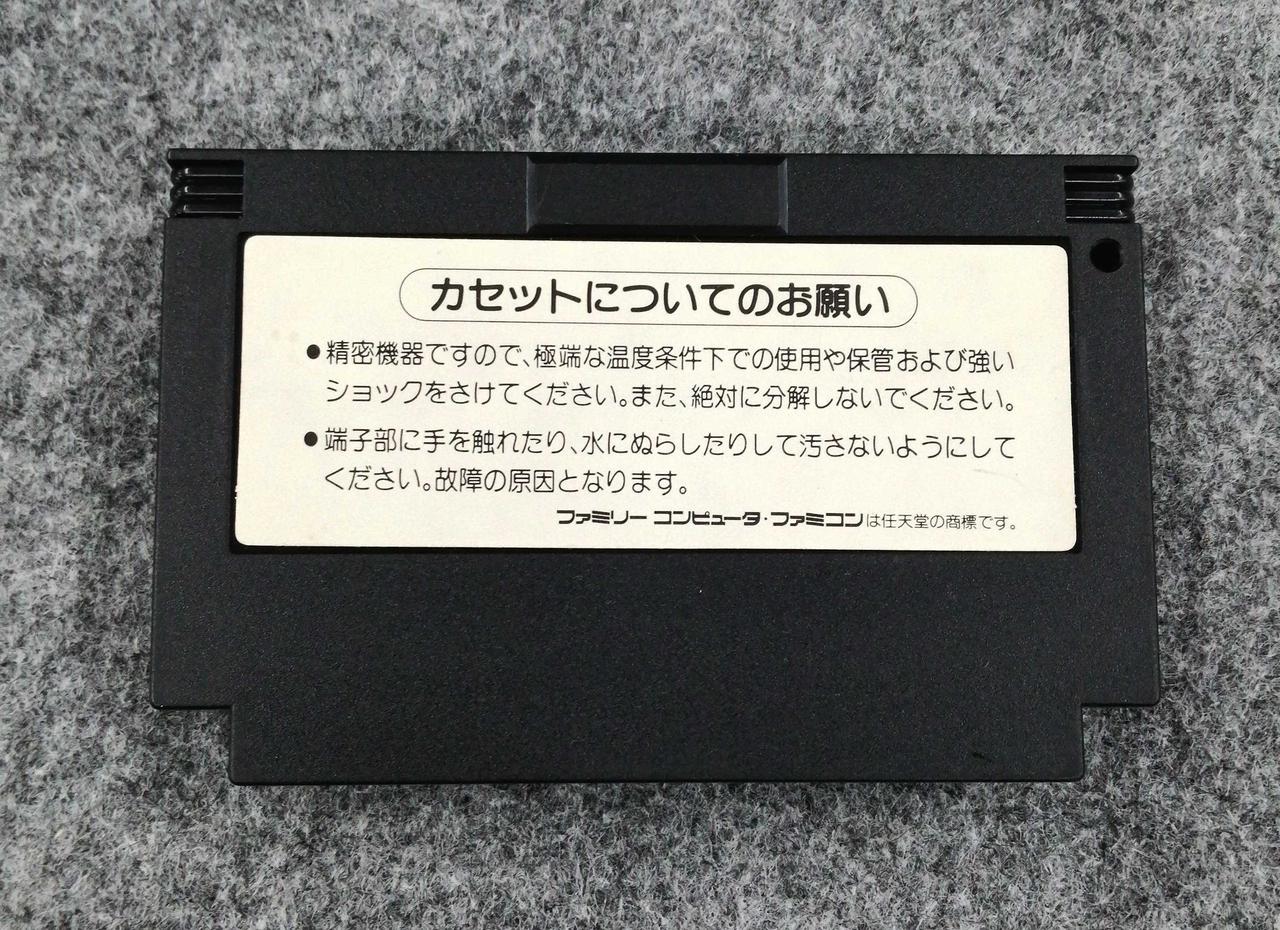 カセットについてのお願い
●精密機器ですので、極端な温度条件下での使用や保管および強い
ショックをさけてください。また、絶対に分解しないでください。
●端子部に手を触れたり、水にぬらしたりして汚さないようにして
ください。故障の原因となります。
ファミリー コンピュータ・ファミコンは任天堂の商標です。